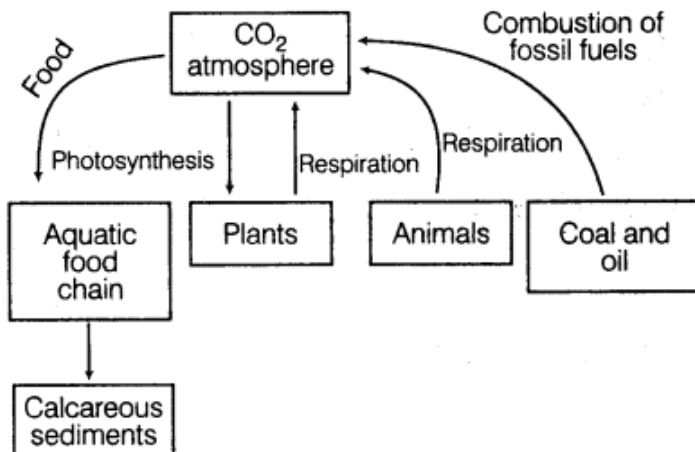 CO₂
atmosphere
Combustion of
fossil fuels
Food
Photosynthesis
Respiration
Respiration
Aquatic
food
chain
Plants
Animals
Coal and
oil
Calcareous
sediments